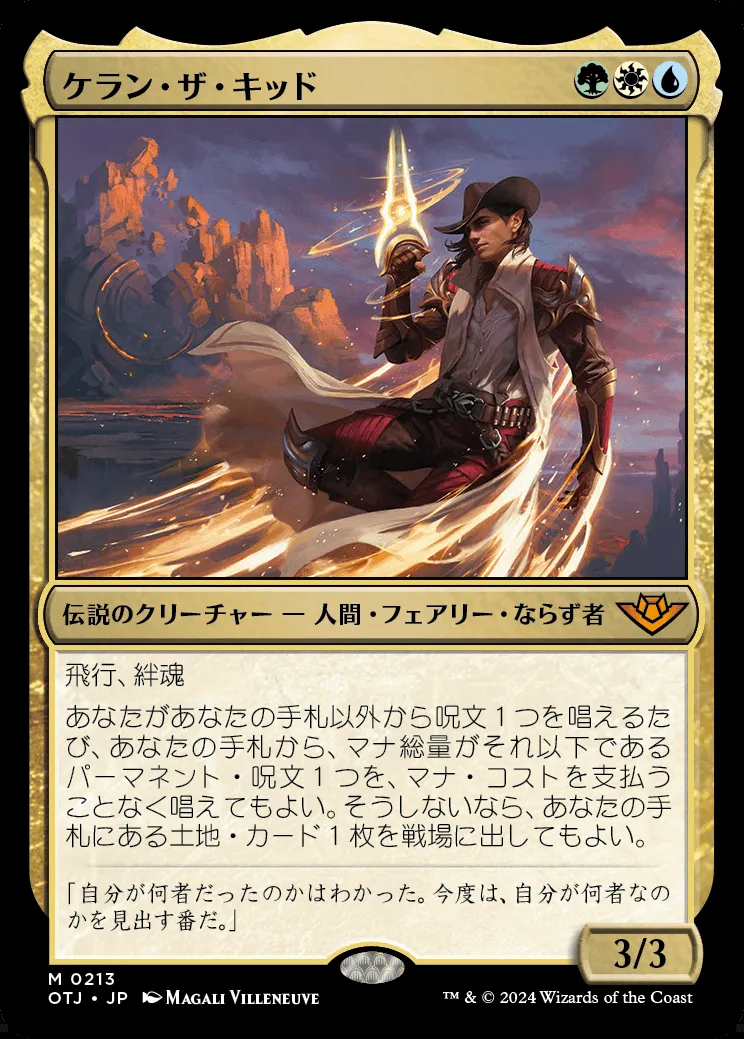 ケラン・ザ・キッド
伝説のクリーチャー — 人間・フェアリー・ならず者
飛行、絆魂
あなたがあなたの手札以外から呪文１つを唱えるた
び、あなたの手札から、マナ総量がそれ以下である
パーマネント・呪文１つを、マナ・コストを支払う
ことなく唱えてもよい。そうしないなら、あなたの手
札にある土地・カード１枚を戦場に出してもよい。
「自分が何者だったのかはわかった。今度は、自分が何者なの
かを見出す番だ。」
3/3
M 0213
OTJ • JP Magali Villeneuve
™ & © 2024 Wizards of the Coast